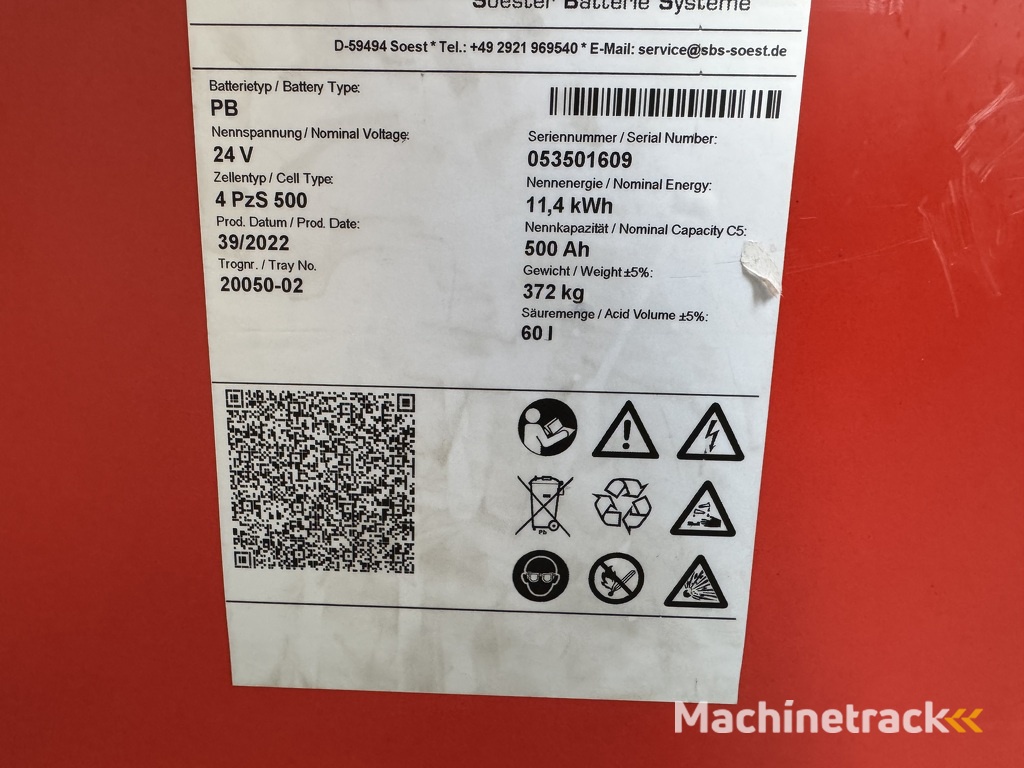 Soester Batterie Systeme
D-59494 Soest * Tel.: +49 2921 969540 * E-Mail: service@sbs-soest.de
Batterietyp / Battery Type:
PB
Nennspannung / Nominal Voltage:
24 V
Zellentyp / Cell Type:
4 PzS 500
Prod. Datum / Prod. Date:
39/2022
Trognr. / Tray No.
20050-02
Seriennummer / Serial Number:
053501609
Nennenergie / Nominal Energy:
11,4 kWh
Nennkapazität / Nominal Capacity C5:
500 Ah
Gewicht / Weight ±5%:
372 kg
Säuremenge / Acid Volume ±5%:
60 l
Pb
Machinetrack